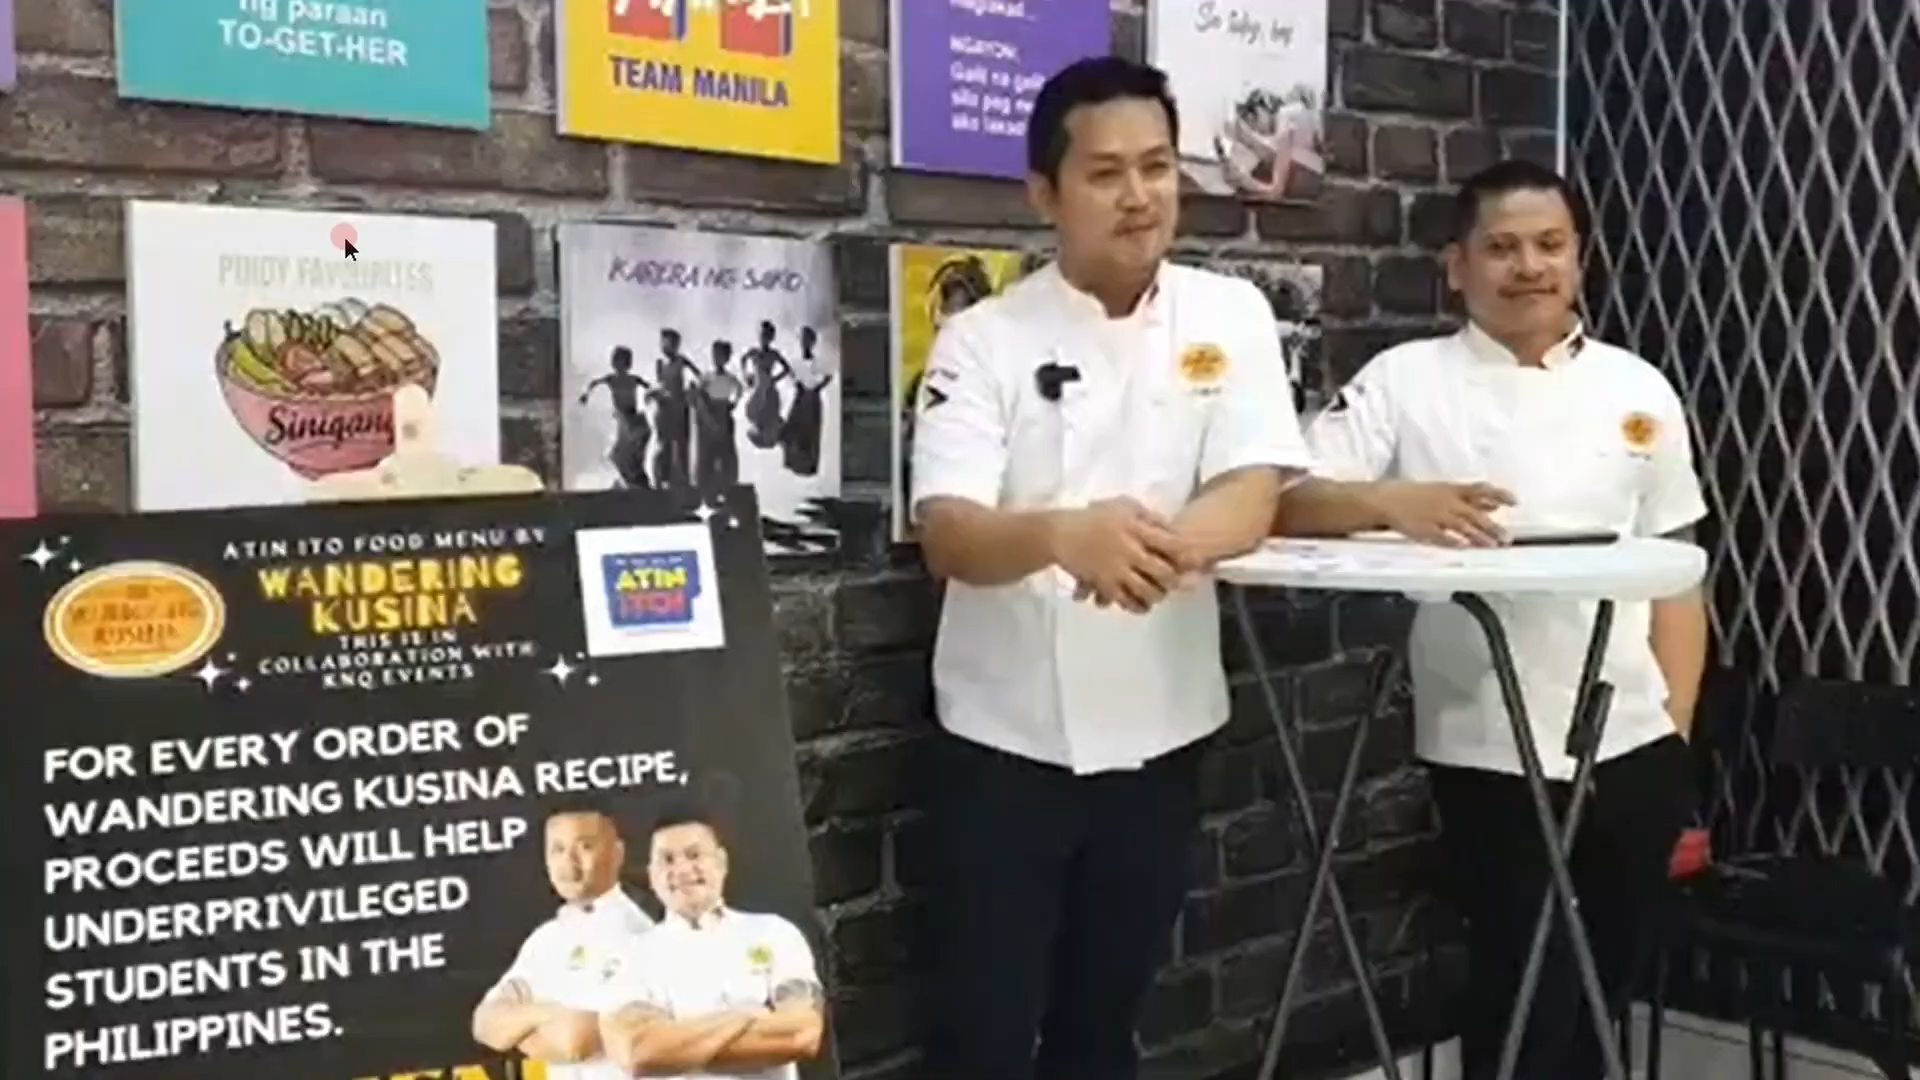 ng paraan
TO-GET-HER
TEAM MANILA
NGAYON,
PINOY FAVOURITES
Sinigang
KARERA NG SAKO
ATIN ITO FOOD MENU BY
WANDERING
KUSINA
THIS IS IN
COLLABORATION WITH
KNQ EVENTS
WANDERING
KUSINA
ATIN
ITO!
FOR EVERY ORDER OF
WANDERING KUSINA RECIPE,
PROCEEDS WILL HELP
UNDERPRIVILEGED
STUDENTS IN THE
PHILIPPINES.